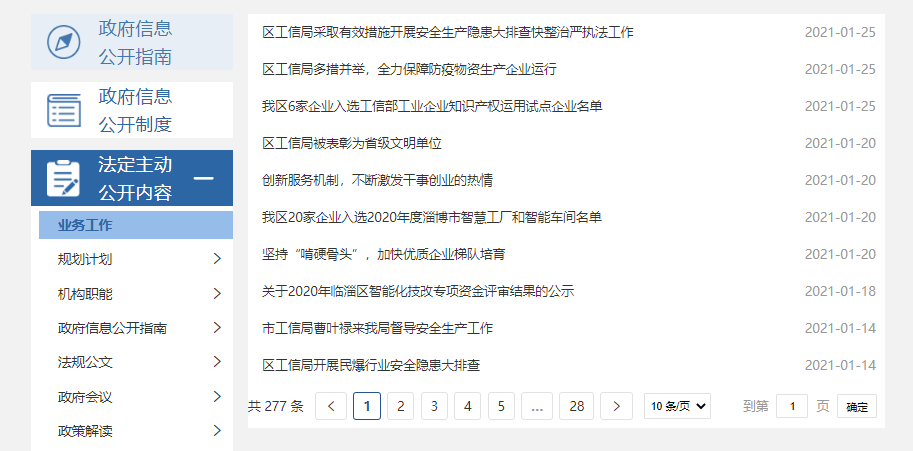 政府信息
公开指南
政府信息
公开制度
法定主动
公开内容
业务工作
规划计划
机构职能
政府信息公开指南
法规公文
政府会议
政策解读
区工信局采取有效措施开展安全生产隐患大排查快整治严执法工作 2021-01-25
区工信局多措并举，全力保障防疫物资生产企业运行 2021-01-25
我区6家企业入选工信部工业企业知识产权运用试点企业名单 2021-01-25
区工信局被表彰为省级文明单位 2021-01-20
创新服务机制，不断激发干事创业的热情 2021-01-20
我区20家企业入选2020年度淄博市智慧工厂和智能车间名单 2021-01-20
坚持“啃硬骨头”，加快优质企业梯队培育 2021-01-20
关于2020年临淄区智能化技改专项资金评审结果的公示 2021-01-18
市工信局曹叶禄来我局督导安全生产工作 2021-01-14
区工信局开展民爆行业安全隐患大排查 2021-01-14
共 277 条 < 1 2 3 4 5 ... 28 > 10 条/页 到第 1 页 确定